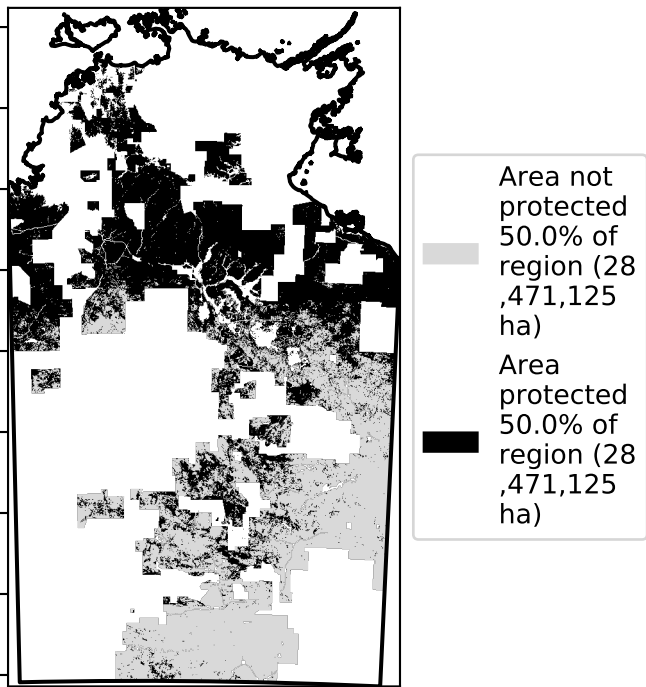 Area not
protected
50.0% of
region (28
,471,125
ha)
Area
protected
50.0% of
region (28
,471,125
ha)